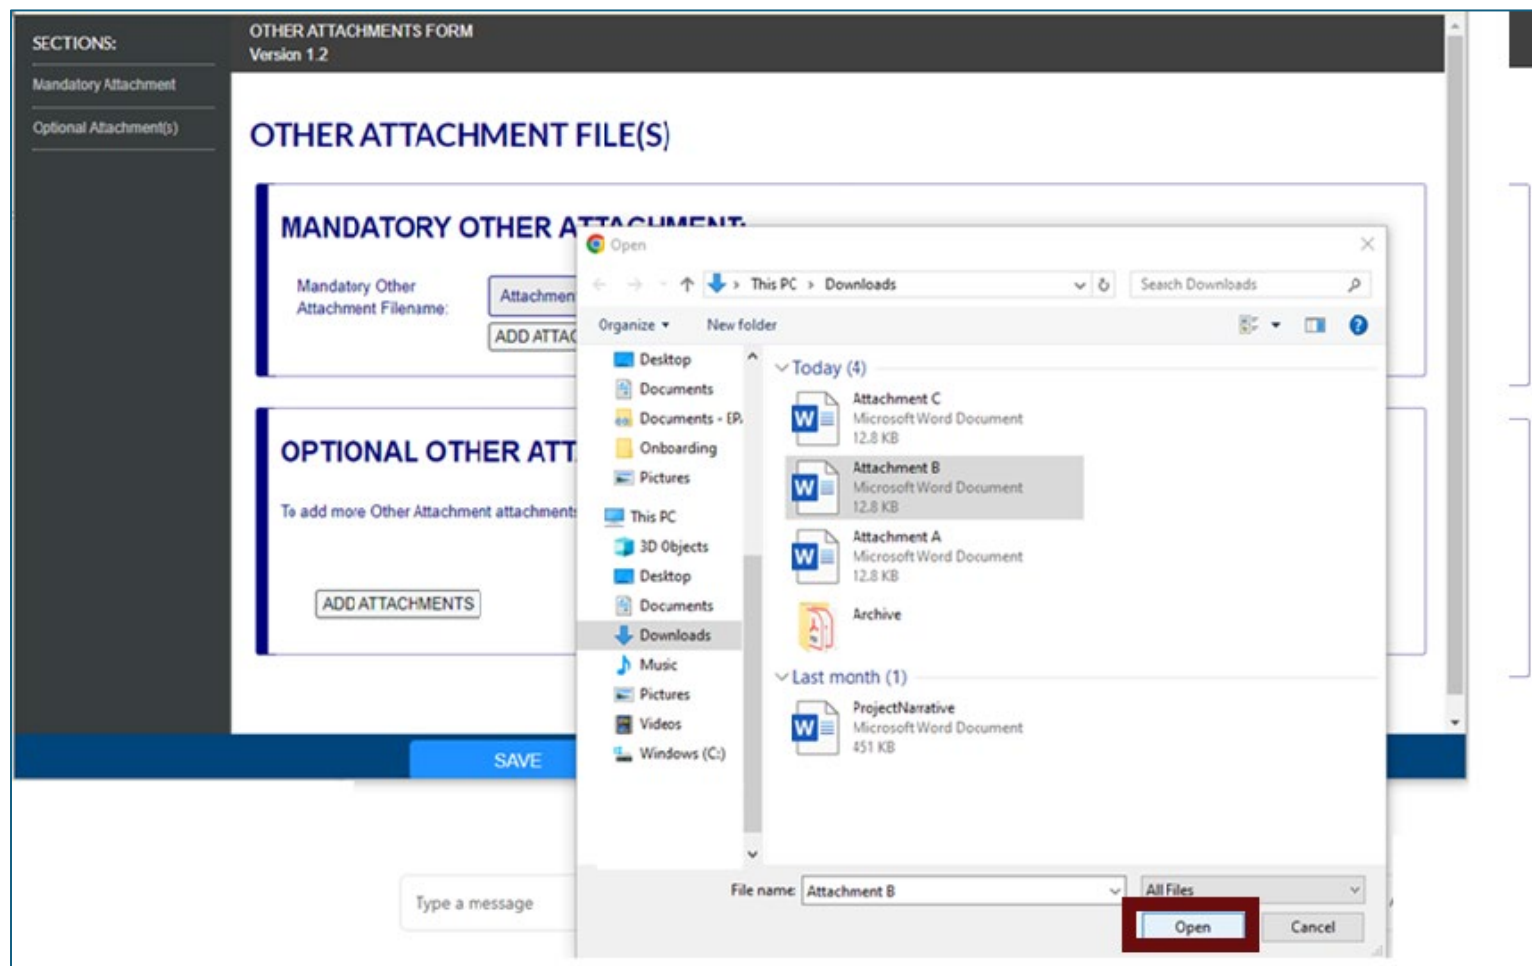 SECTIONS:
Mandatory Attachment
Optional Attachment(s)
OTHER ATTACHMENTS FORM
Version 1.2
OTHER ATTACHMENT FILE(S)
MANDATORY OTHER ATTACHMENT:
Mandatory Other
Attachment Filename:
Attachmen
ADD ATTAC
OPTIONAL OTHER ATT
To add more Other Attachment attachments
ADD ATTACHMENTS
SAVE
Type a message
Open
This PC > Downloads
Search Downloads
Organize
New folder
Desktop
Documents
Documents - EP
Onboarding
Pictures
This PC
3D Objects
Desktop
Documents
Downloads
Music
Pictures
Videos
Windows (C:)
Today (4)
Attachment C
Microsoft Word Document
12.8 KB
Attachment B
Microsoft Word Document
12.8 KB
Attachment A
Microsoft Word Document
12.8 KB
Archive
Last month (1)
ProjectNarrative
Microsoft Word Document
451 KB
File name: Attachment B
All Files
Open
Cancel